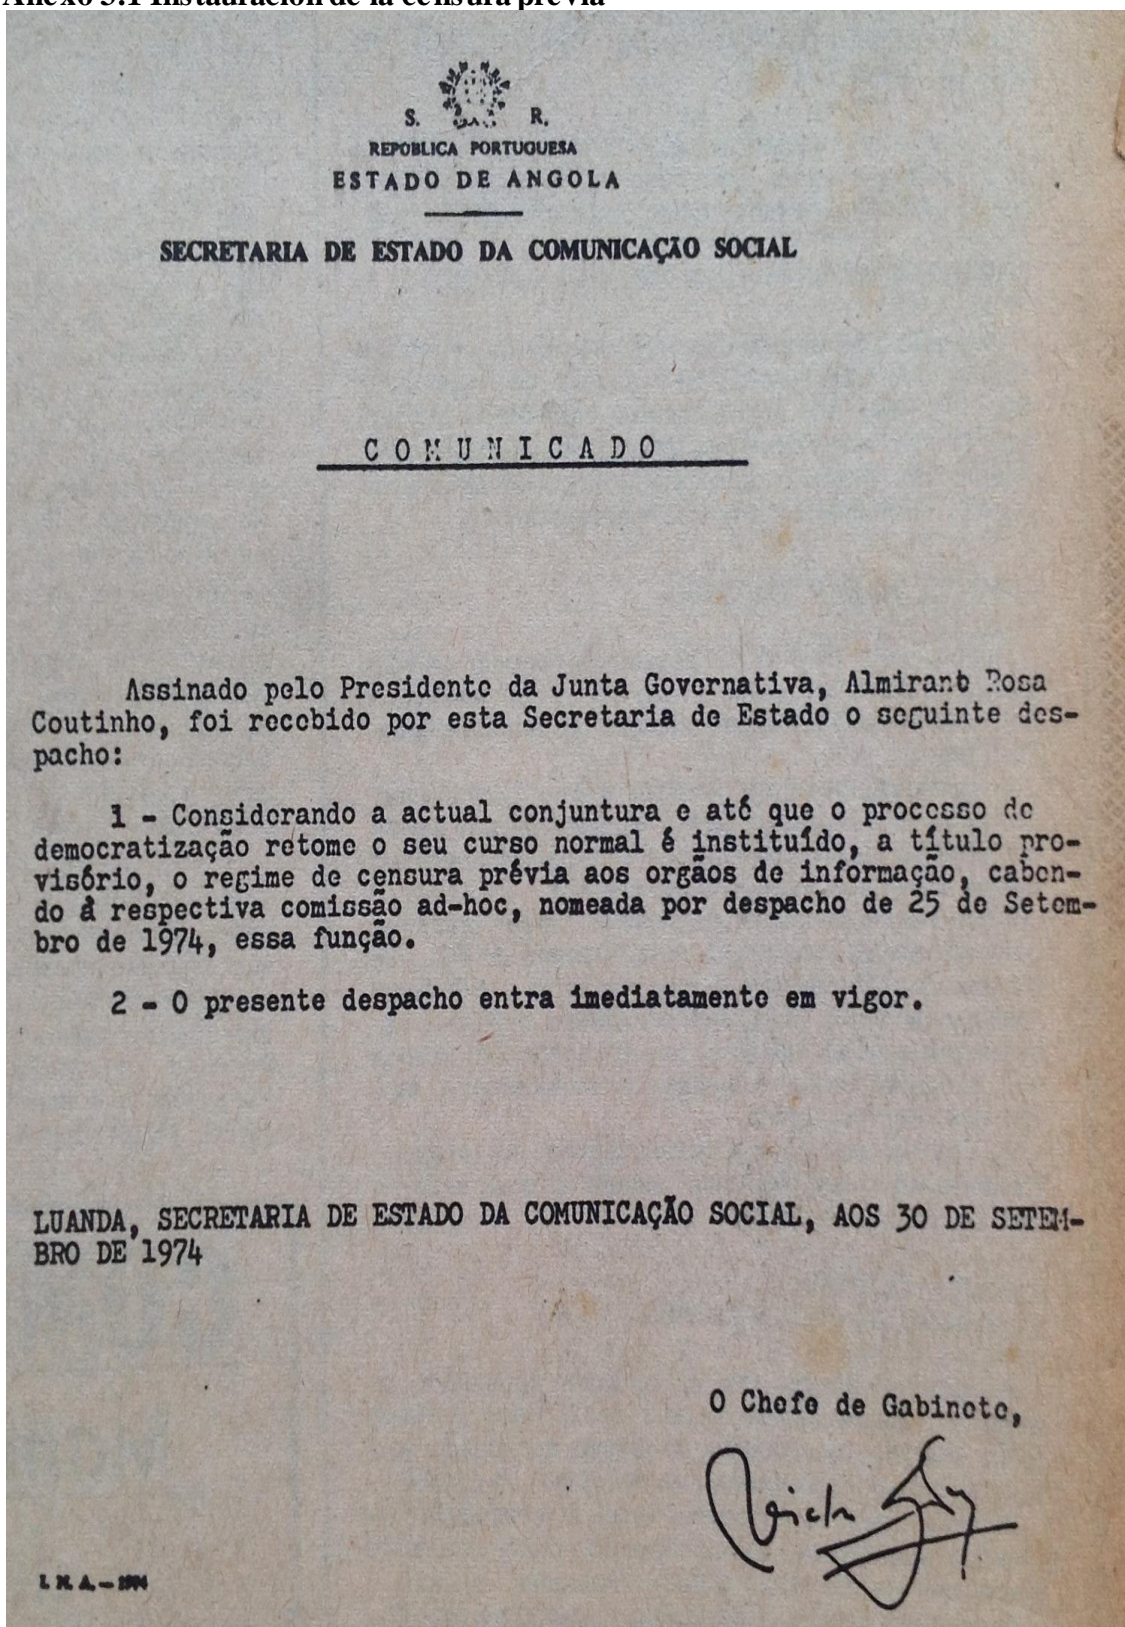 Anexo 5.1 Instauración de la censura previa
S. R.
REPÚBLICA PORTUGUESA
ESTADO DE ANGOLA
SECRETARIA DE ESTADO DA COMUNICAÇÃO SOCIAL
COMUNICADO
Assinado pelo Presidente da Junta Governativa, Almirant Rosa
Coutinho, foi recebido por esta Secretaria de Estado o seguinte des-
pacho:
1 - Considerando a actual conjuntura e até que o processo de
democratização retome o seu curso normal é instituído, a título pro-
visório, o regime de censura prévia aos orgãos de informação, caben-
do á respectiva comissão ad-hoc, nomeada por despacho de 25 de Setem-
bro de 1974, essa função.
2 - O presente despacho entra imediatamente em vigor.
LUANDA, SECRETARIA DE ESTADO DA COMUNICAÇÃO SOCIAL, AOS 30 DE SETEM-
BRO DE 1974
O Chefe de Gabinete,
I. N. A. - 1974